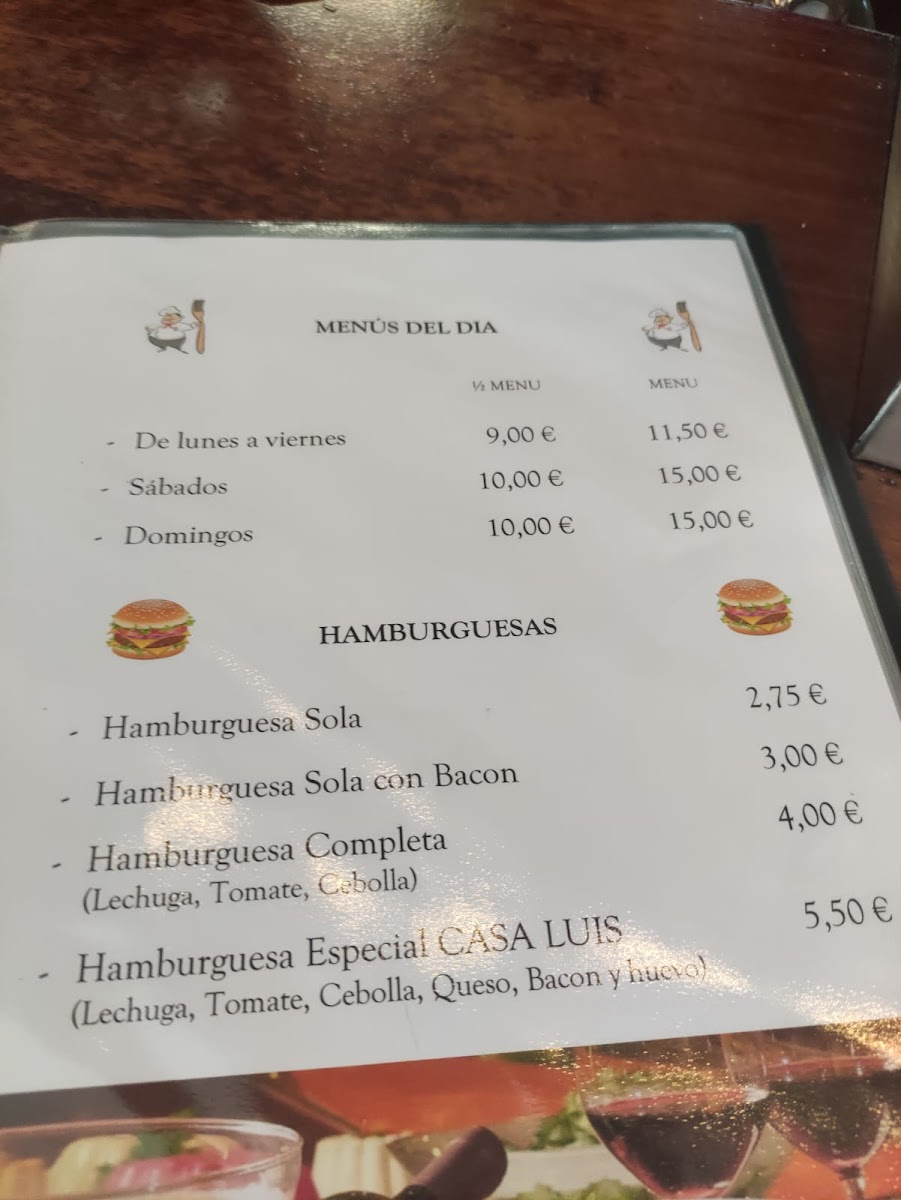 MENÚS DEL DIA
½ MENU MENU
- De lunes a viernes 9,00 € 11,50 €
- Sábados 10,00 € 15,00 €
- Domingos 10,00 € 15,00 €
HAMBURGUESAS
- Hamburguesa Sola 2,75 €
- Hamburguesa Sola con Bacon 3,00 €
- Hamburguesa Completa 4,00 €
(Lechuga, Tomate, Cebolla)
- Hamburguesa Especial CASA LUIS 5,50 €
(Lechuga, Tomate, Cebolla, Queso, Bacon y huevo)